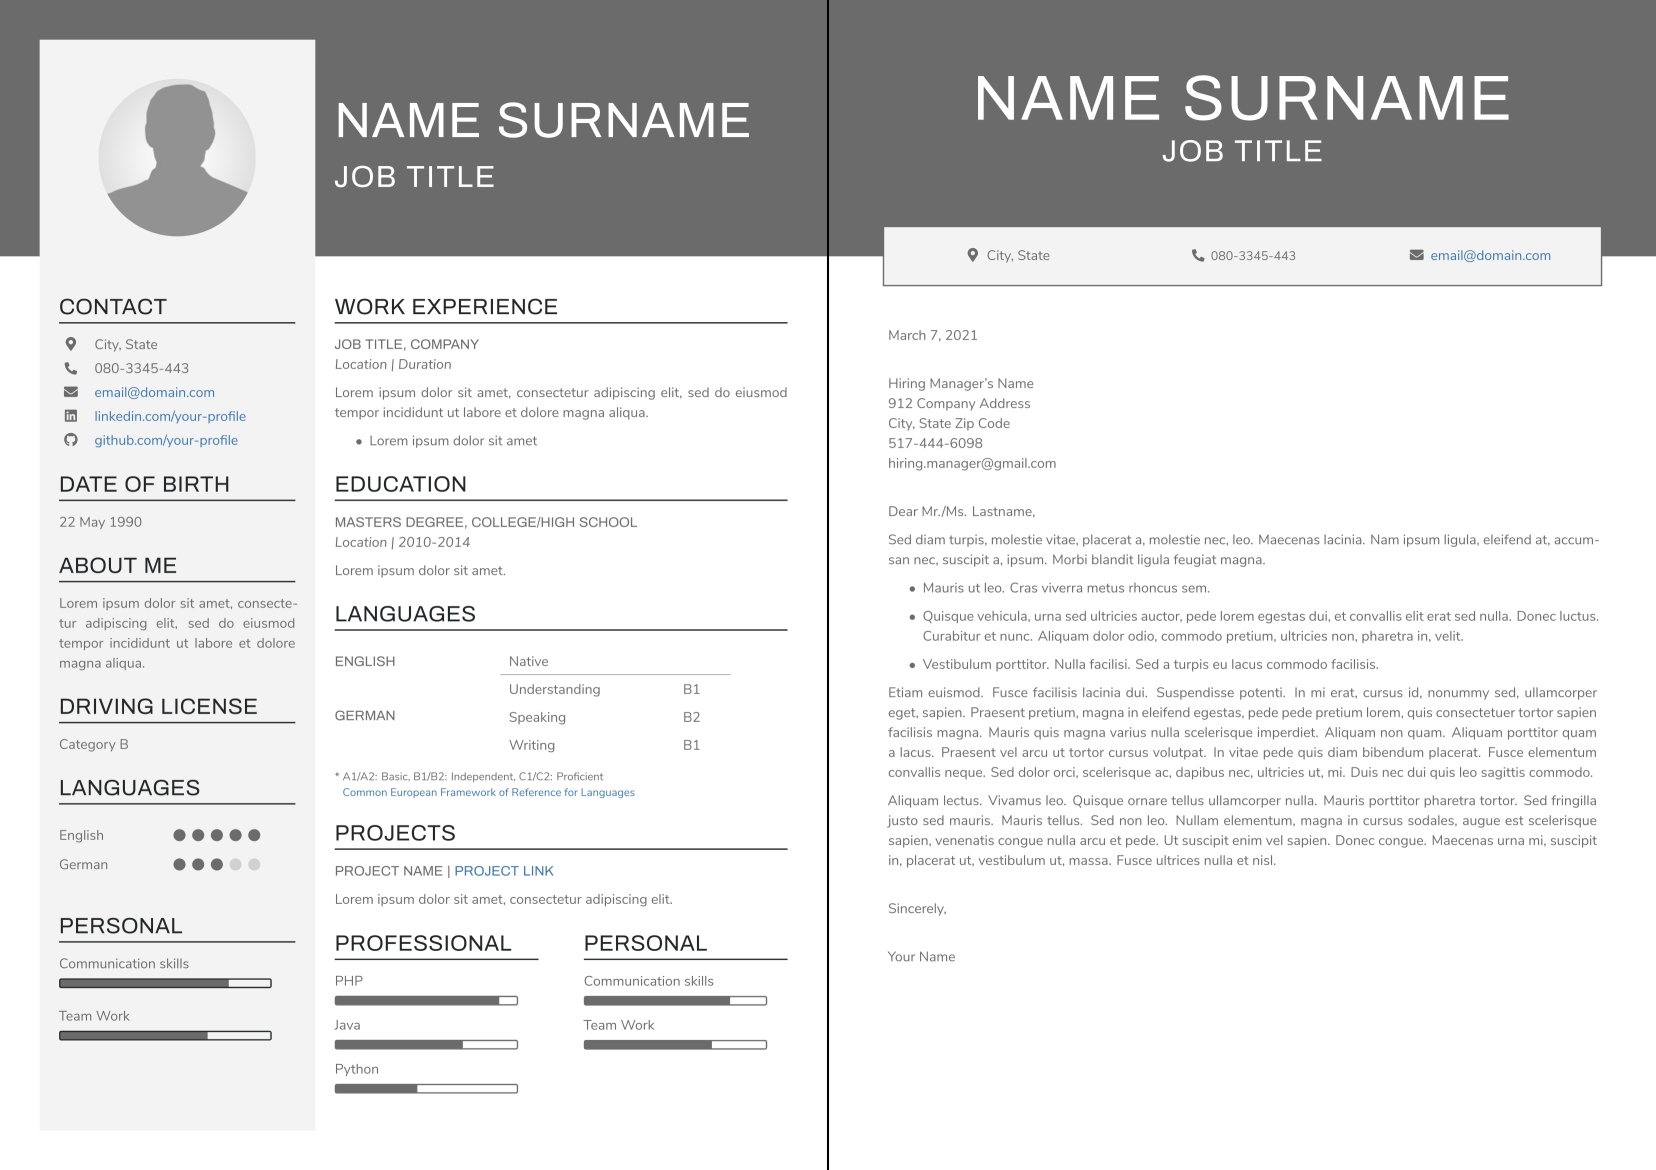 NAME SURNAME
JOB TITLE
CONTACT
City, State
080-3345-443
email@domain.com
linkedin.com/your-profile
github.com/your-profile
DATE OF BIRTH
22 May 1990
ABOUT ME
Lorem ipsum dolor sit amet, consecte-
tur adipiscing elit, sed do eiusmod
tempor incididunt ut labore et dolore
magna aliqua.
DRIVING LICENSE
Category B
LANGUAGES
English
German
PERSONAL
Communication skills
Team Work
WORK EXPERIENCE
JOB TITLE, COMPANY
Location | Duration
Lorem ipsum dolor sit amet, consectetur adipiscing elit, sed do eiusmod
tempor incididunt ut labore et dolore magna aliqua.
• Lorem ipsum dolor sit amet
EDUCATION
MASTERS DEGREE, COLLEGE/HIGH SCHOOL
Location | 2010-2014
Lorem ipsum dolor sit amet.
LANGUAGES
ENGLISH Native
Understanding B1
GERMAN Speaking B2
Writing B1
* A1/A2: Basic, B1/B2: Independent, C1/C2: Proficient
Common European Framework of Reference for Languages
PROJECTS
PROJECT NAME | PROJECT LINK
Lorem ipsum dolor sit amet, consectetur adipiscing elit.
PROFESSIONAL
PHP
Java
Python
PERSONAL
Communication skills
Team Work
NAME SURNAME
JOB TITLE
City, State 080-3345-443 email@domain.com
March 7, 2021
Hiring Manager's Name
912 Company Address
City, State Zip Code
517-444-6098
hiring.manager@gmail.com
Dear Mr./Ms. Lastname,
Sed diam turpis, molestie vitae, placerat a, molestie nec, leo. Maecenas lacinia. Nam ipsum ligula, eleifend at, accum-
san nec, suscipit a, ipsum. Morbi blandit ligula feugiat magna.
• Mauris ut leo. Cras viverra metus rhoncus sem.
• Quisque vehicula, urna sed ultricies auctor, pede lorem egestas dui, et convallis elit erat sed nulla. Donec luctus.
Curabitur et nunc. Aliquam dolor odio, commodo pretium, ultricies non, pharetra in, velit.
• Vestibulum porttitor. Nulla facilisi. Sed a turpis eu lacus commodo facilisis.
Etiam euismod. Fusce facilisis lacinia dui. Suspendisse potenti. In mi erat, cursus id, nonummy sed, ullamcorper
eget, sapien. Praesent pretium, magna in eleifend egestas, pede pede pretium lorem, quis consectetuer tortor sapien
facilisis magna. Mauris quis magna varius nulla scelerisque imperdiet. Aliquam non quam. Aliquam porttitor quam
a lacus. Praesent vel arcu ut tortor cursus volutpat. In vitae pede quis diam bibendum placerat. Fusce elementum
convallis neque. Sed dolor orci, scelerisque ac, dapibus nec, ultricies ut, mi. Duis nec dui quis leo sagittis commodo.
Aliquam lectus. Vivamus leo. Quisque ornare tellus ullamcorper nulla. Mauris porttitor pharetra tortor. Sed fringilla
justo sed mauris. Mauris tellus. Sed non leo. Nullam elementum, magna in cursus sodales, augue est scelerisque
sapien, venenatis congue nulla arcu et pede. Ut suscipit enim vel sapien. Donec congue. Maecenas urna mi, suscipit
in, placerat ut, vestibulum ut, massa. Fusce ultrices nulla et nisl.
Sincerely,
Your Name